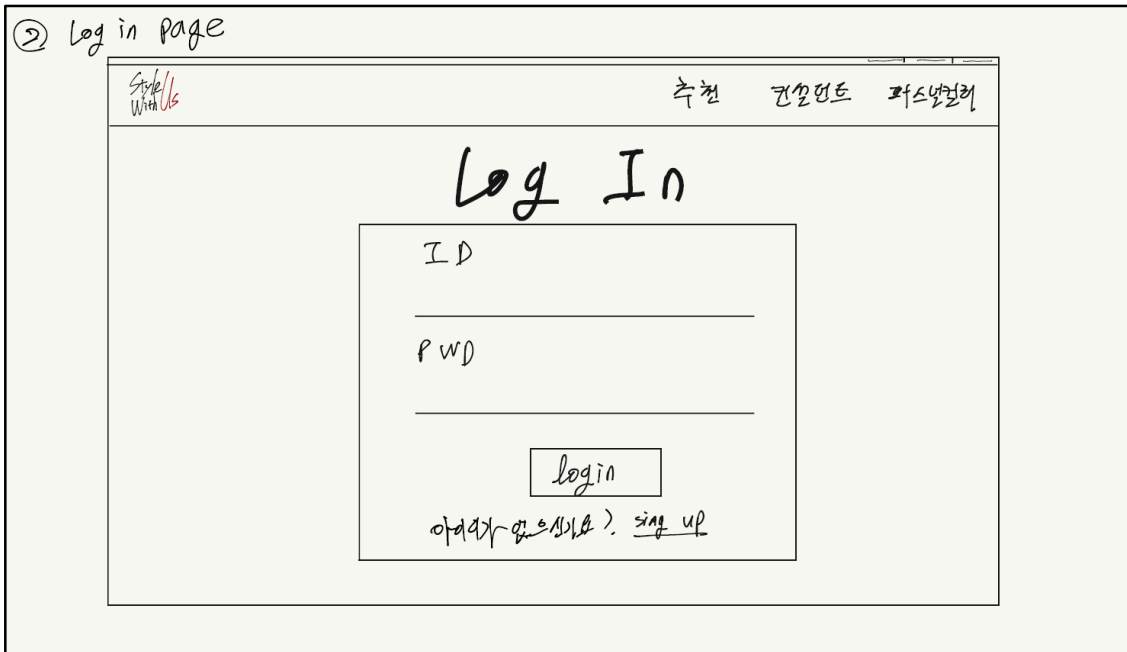 ② Log in page
Style
With Us
추천 컨설턴트 퍼스널컬러
Log In
ID
PWD
login
아이디가 없으신가요? sing up